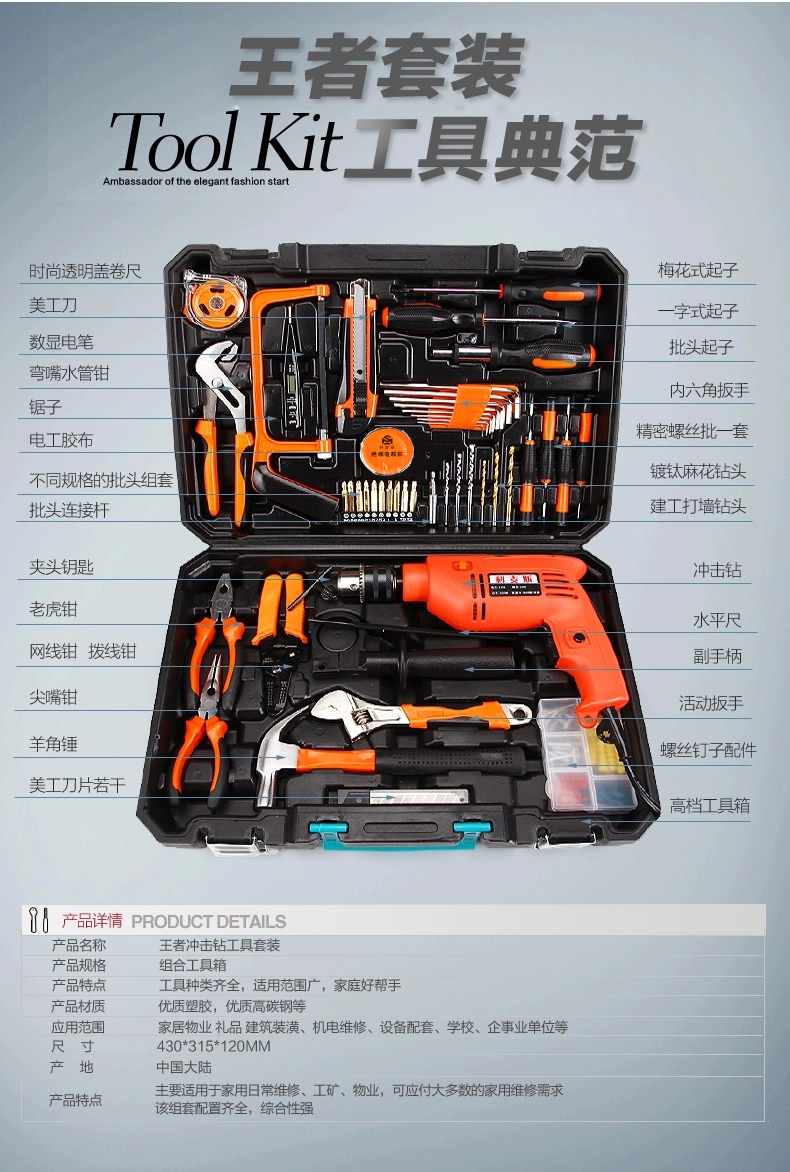 王者套装
Tool Kit 工具典范
Ambassador of the elegant fashion start
时尚透明盖卷尺
美工刀
数显电笔
弯嘴水管钳
锯子
电工胶布
不同规格的批头组套
批头连接杆
夹头钥匙
老虎钳
网线钳 拨线钳
尖嘴钳
羊角锤
美工刀片若干
梅花式起子
一字式起子
批头起子
内六角扳手
精密螺丝批一套
镀钛麻花钻头
建工打墙钻头
冲击钻
水平尺
副手柄
活动扳手
螺丝钉子配件
高档工具箱
绝缘电胶布
产品详情 PRODUCT DETAILS
产品名称 王者冲击钻工具套装
产品规格 组合工具箱
产品特点 工具种类齐全，适用范围广，家庭好帮手
产品材质 优质塑胶，优质高碳钢等
应用范围 家居物业 礼品 建筑装潢、机电维修、设备配套、学校、企事业单位等
尺 寸 430*315*120MM
产 地 中国大陆
产品特点 主要适用于家用日常维修、工矿、物业，可应付大多数的家用维修需求
该组套配置齐全，综合性强